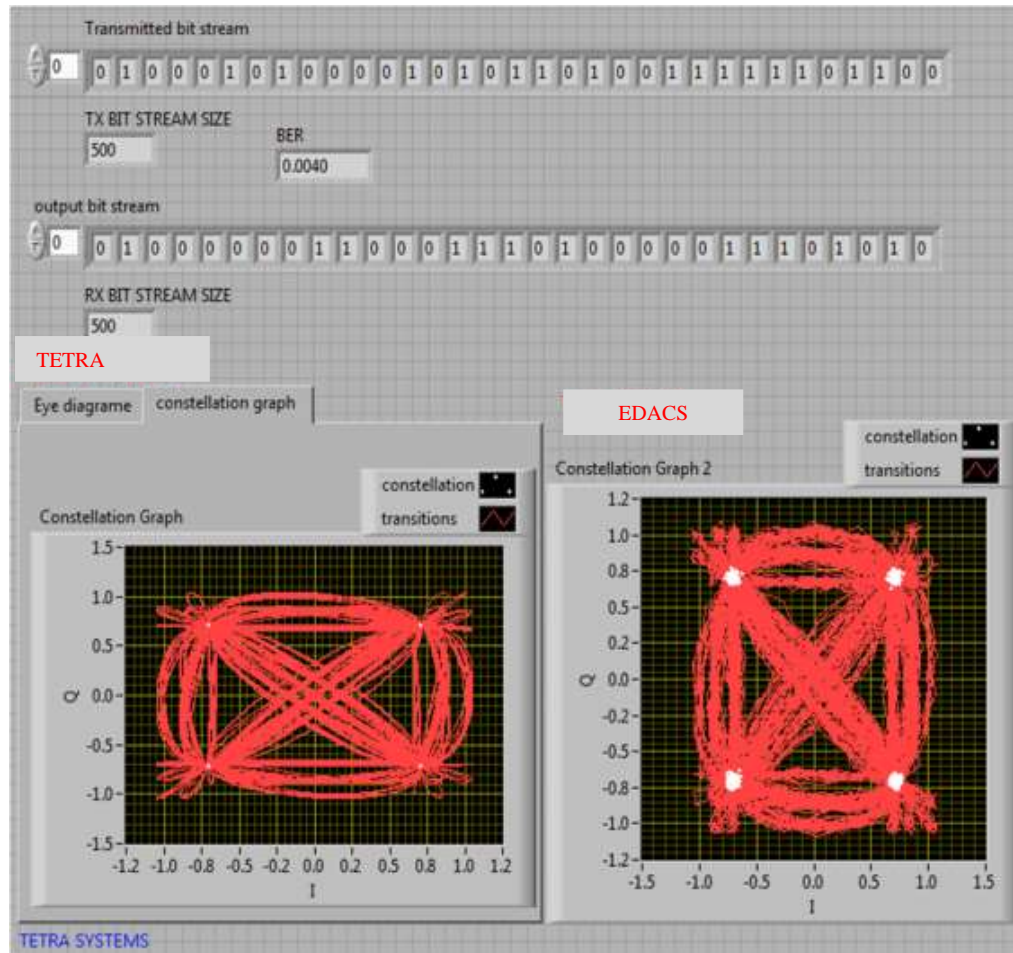 Transmitted bit stream
0 0 1 0 0 0 1 0 1 0 0 0 0 1 0 1 0 1 1 0 1 0 0 1 1 1 1 1 1 0 1 1 0 0
TX BIT STREAM SIZE
500
BER
0.0040
output bit stream
0 0 1 0 0 0 0 0 0 1 1 0 0 0 1 1 1 0 1 0 0 0 0 0 1 1 1 0 1 0 1 0
RX BIT STREAM SIZE
500
TETRA
Eye diagrame constellation graph
constellation
transitions
Constellation Graph
1.5
1.0
0.5
0.0
-0.5
-1.0
-1.5
Q
-1.2 -1.0 -0.8 -0.5 -0.2 0.0 0.2 0.5 0.8 1.0 1.2
I
EDACS
constellation
transitions
Constellation Graph 2
1.2
1.0
0.8
0.5
0.2
0.0
-0.2
-0.5
-0.8
-1.0
-1.2
Q
-1.5 -1.0 -0.5 0.0 0.5 1.0 1.5
I
TETRA SYSTEMS